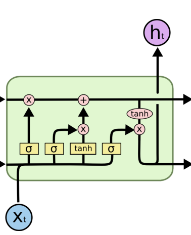 hₜ
x +
tanh
x x
σ σ tanh σ
Xₜ